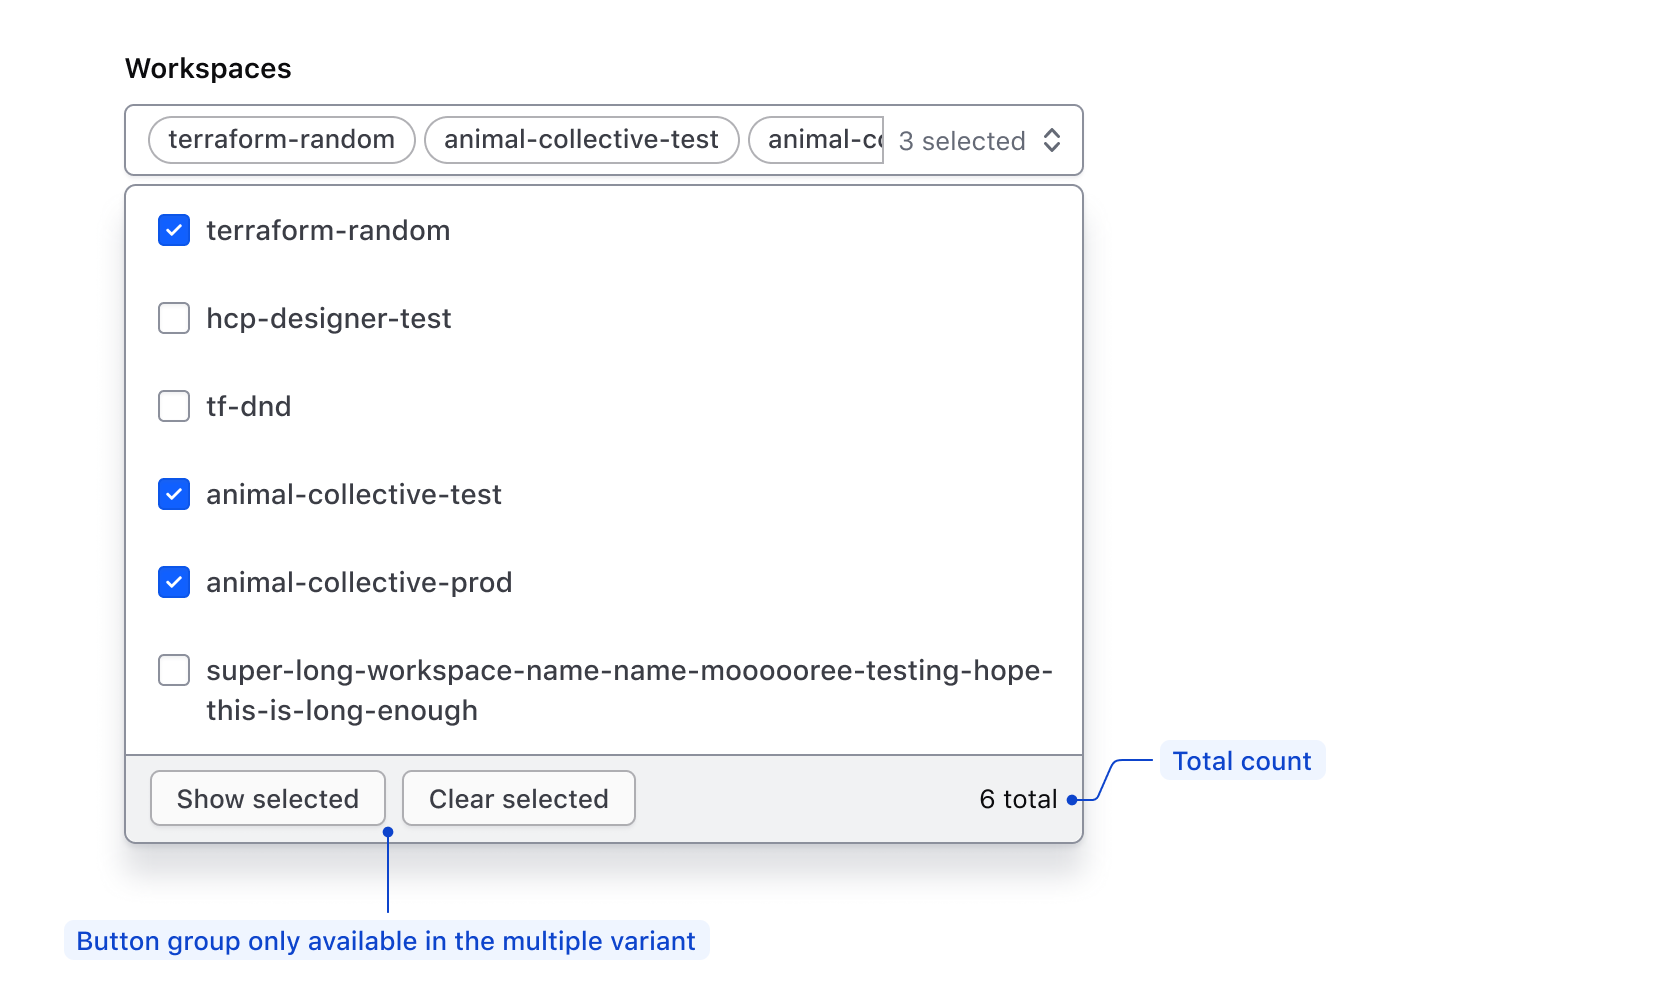 Workspaces
terraform-random animal-collective-test animal-co 3 selected
terraform-random
hcp-designer-test
tf-dnd
animal-collective-test
animal-collective-prod
super-long-workspace-name-name-moooooree-testing-hope-
this-is-long-enough
Show selected Clear selected 6 total
Total count
Button group only available in the multiple variant